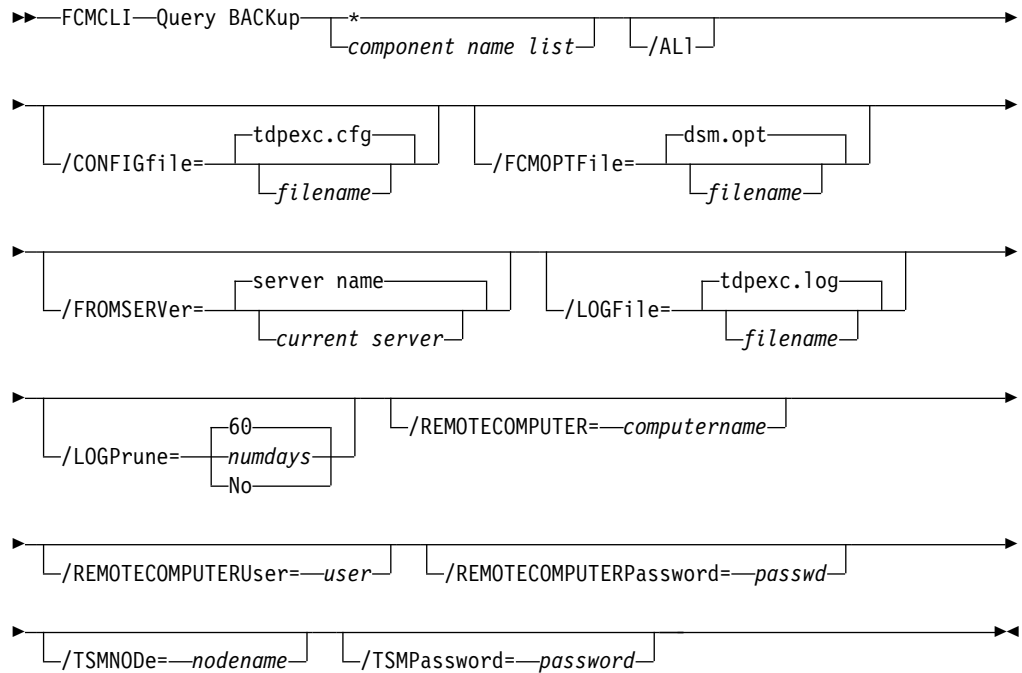 FCMCLI Query BACKup *
component name list /ALl
/CONFIGfile= tdpexc.cfg
filename
/FCMOPTFile= dsm.opt
filename
/FROMSERVer= server name
current server
/LOGFile= tdpexc.log
filename
/LOGPrune= 60
numdays
No
/REMOTECOMPUTER= computername
/REMOTECOMPUTERUser= user
/REMOTECOMPUTERPassword= passwd
/TSMNODe= nodename
/TSMPassword= password